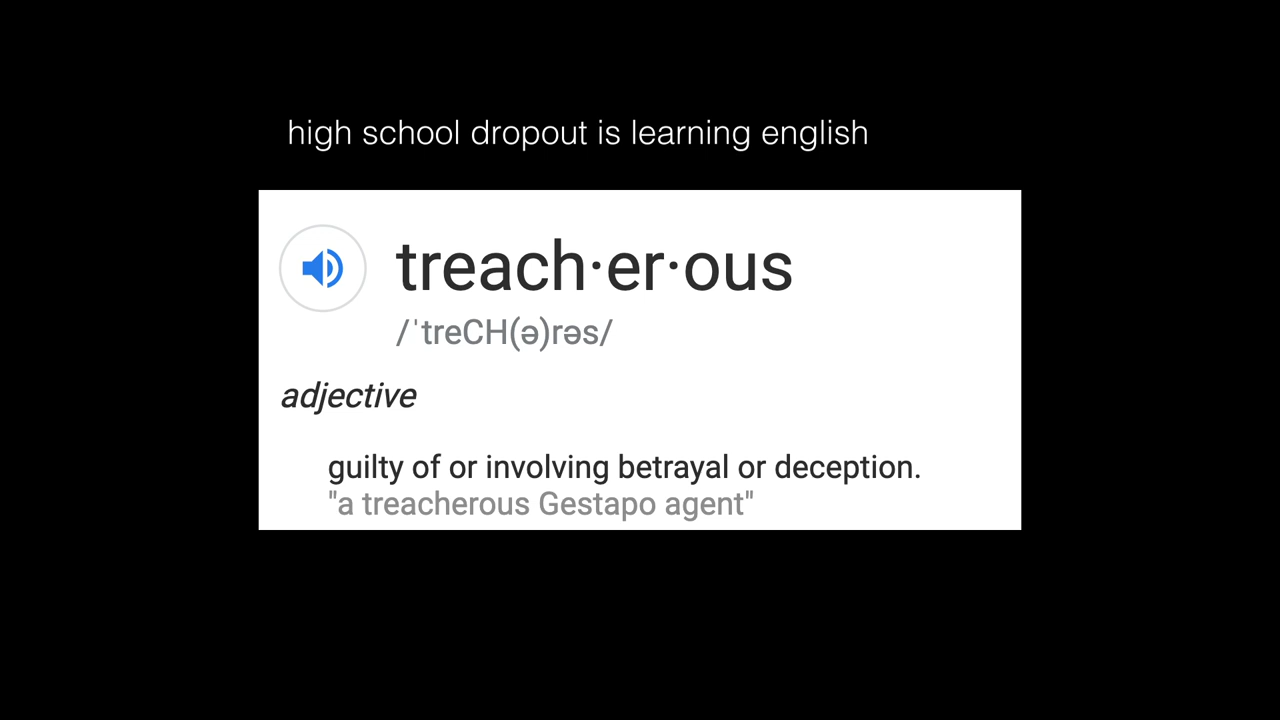 high school dropout is learning english
treach·er·ous
/ˈtreCH(ə)rəs/
adjective
guilty of or involving betrayal or deception.
"a treacherous Gestapo agent"